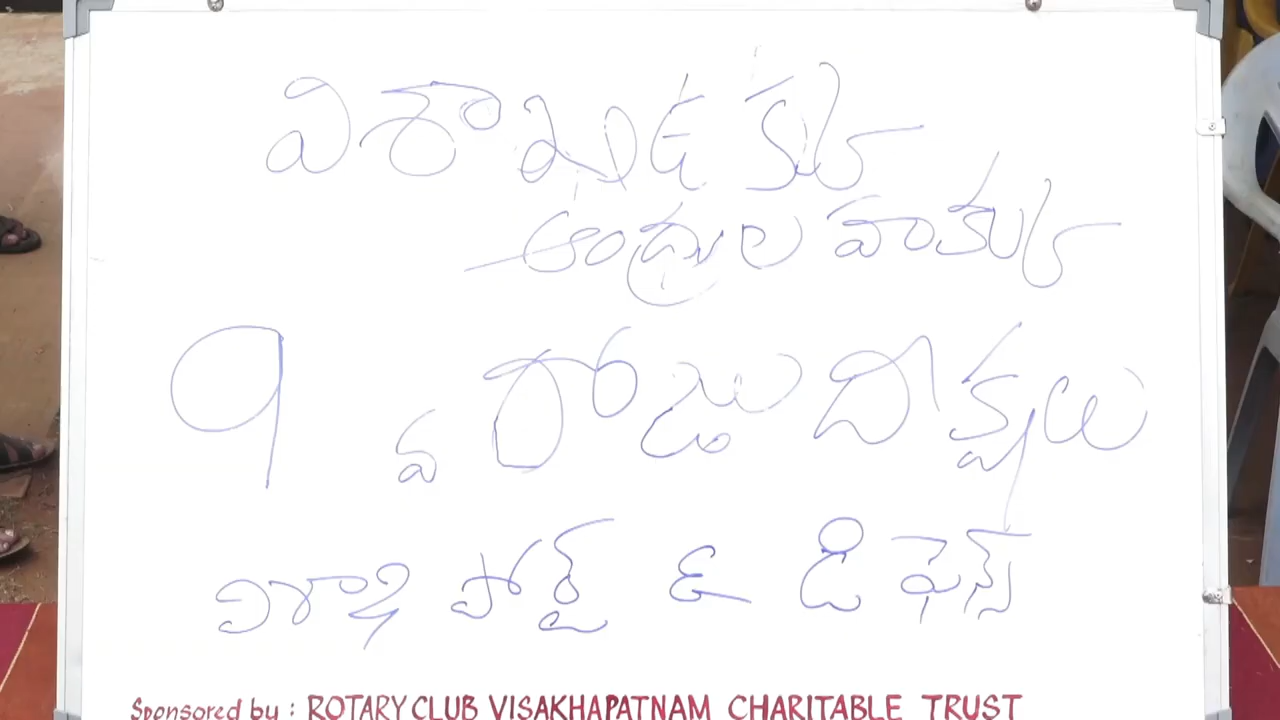 విశాఖ ఉక్కు
ఆంధ్రుల హక్కు
9 వ రోజు దీక్షలు
విశాఖ పోర్ట్ & డిఫెన్స్
Sponsored by : ROTARY CLUB VISAKHAPATNAM CHARITABLE TRUST